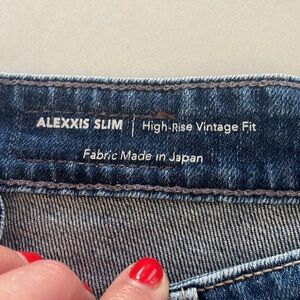 ALEXXIS SLIM | High-Rise Vintage Fit
Fabric Made in Japan